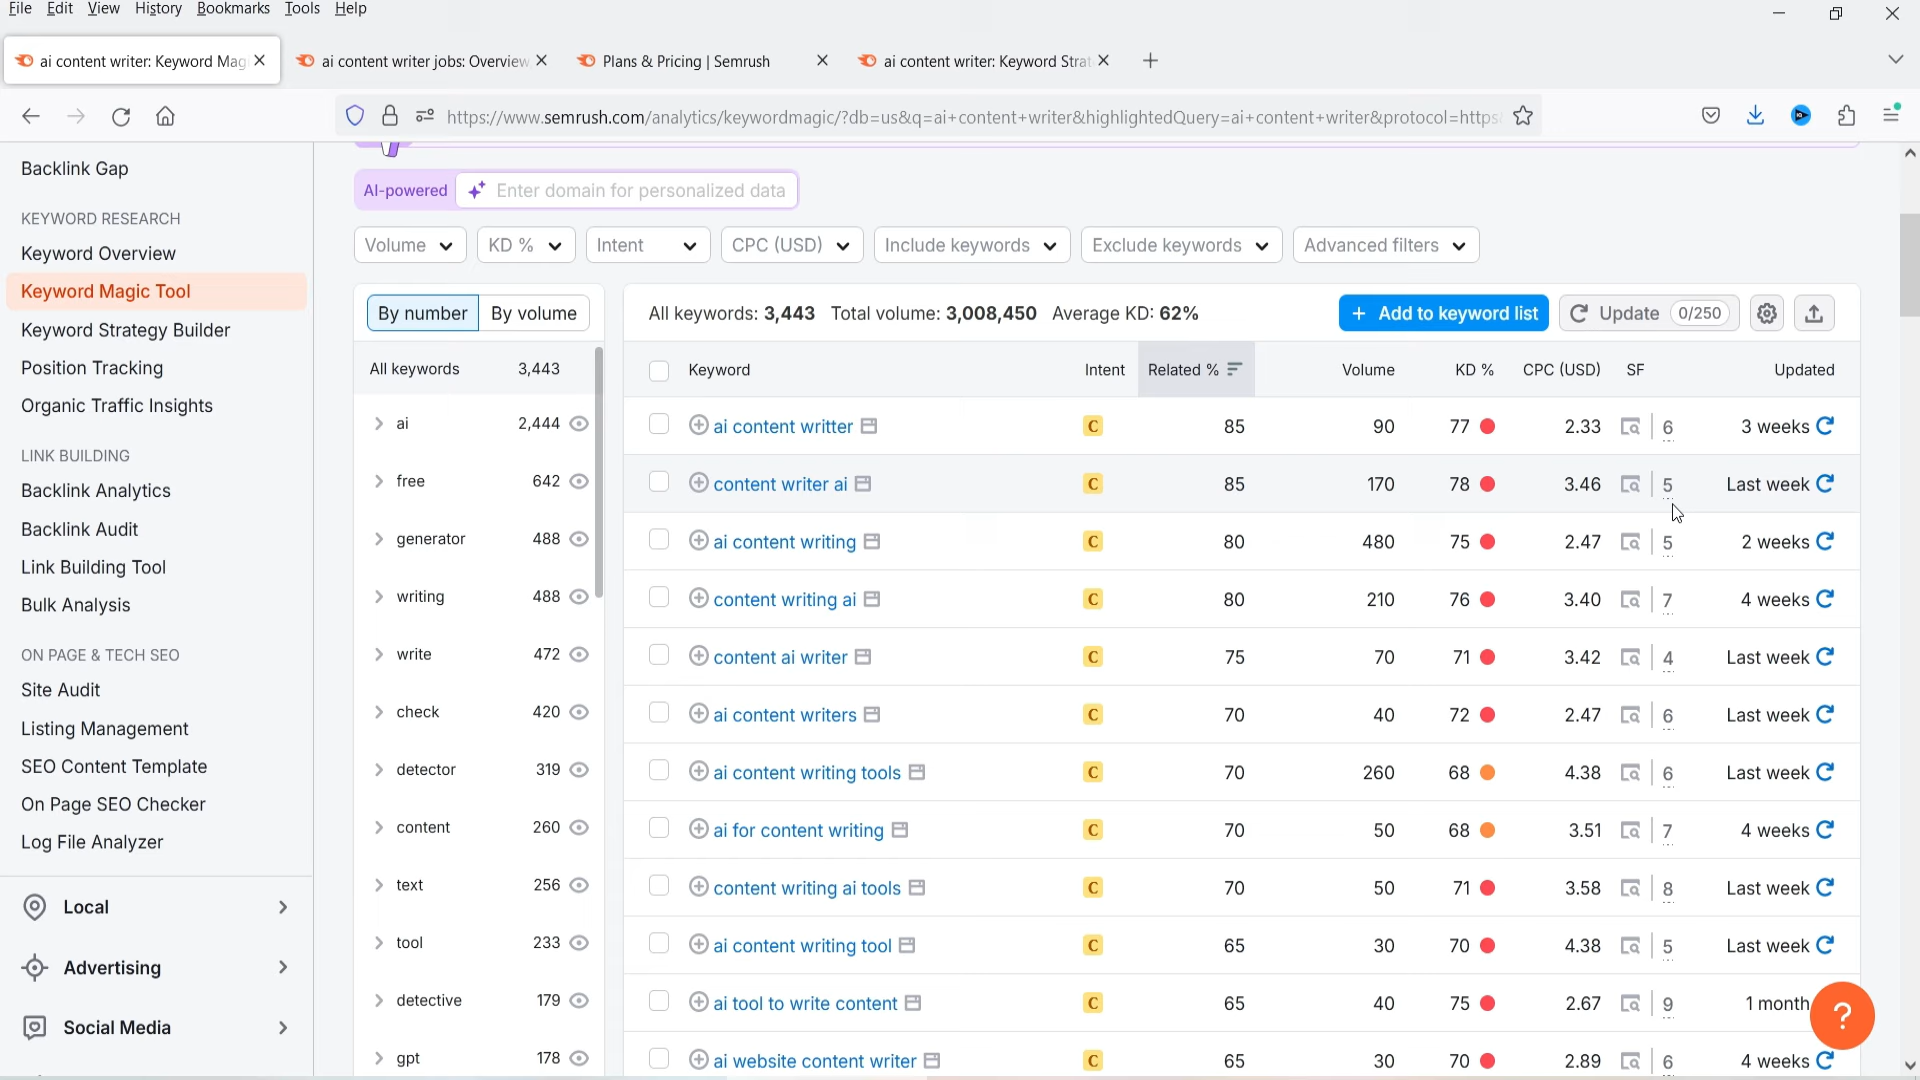 File Edit View History Bookmarks Tools Help
ai content writer: Keyword Mag
ai content writer jobs: Overview
Plans & Pricing | Semrush
ai content writer: Keyword Strat
https://www.semrush.com/analytics/keywordmagic/?db=us&q=ai+content+writer&highlightedQuery=ai+content+writer&protocol=https
Backlink Gap
KEYWORD RESEARCH
Keyword Overview
Keyword Magic Tool
Keyword Strategy Builder
Position Tracking
Organic Traffic Insights
LINK BUILDING
Backlink Analytics
Backlink Audit
Link Building Tool
Bulk Analysis
ON PAGE & TECH SEO
Site Audit
Listing Management
SEO Content Template
On Page SEO Checker
Log File Analyzer
Local
Advertising
Social Media
AI-powered Enter domain for personalized data
Volume KD % Intent CPC (USD) Include keywords Exclude keywords Advanced filters
By number By volume
All keywords 3,443
ai 2,444
free 642
generator 488
writing 488
write 472
check 420
detector 319
content 260
text 256
tool 233
detective 179
gpt 178
All keywords: 3,443 Total volume: 3,008,450 Average KD: 62%
+ Add to keyword list Update 0/250
Keyword Intent Related % Volume KD % CPC (USD) SF Updated
ai content writter C 85 90 77 2.33 6 3 weeks
content writer ai C 85 170 78 3.46 5 Last week
ai content writing C 80 480 75 2.47 5 2 weeks
content writing ai C 80 210 76 3.40 7 4 weeks
content ai writer C 75 70 71 3.42 4 Last week
ai content writers C 70 40 72 2.47 6 Last week
ai content writing tools C 70 260 68 4.38 6 Last week
ai for content writing C 70 50 68 3.51 7 4 weeks
content writing ai tools C 70 50 71 3.58 8 Last week
ai content writing tool C 65 30 70 4.38 5 Last week
ai tool to write content C 65 40 75 2.67 9 1 month
ai website content writer C 65 30 70 2.89 6 4 weeks
?